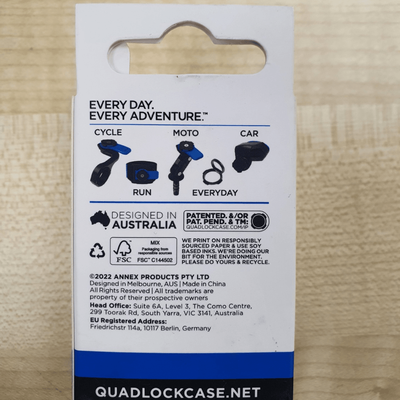 EVERY DAY.
EVERY ADVENTURE.™
CYCLE MOTO CAR
RUN EVERYDAY
DESIGNED IN
AUSTRALIA
PATENTED. &/OR
PAT. PEND. & TM:
QUADLOCKCASE.COM/IP
FSC
MIX
Packaging from
responsible sources
FSC® C144502
WE PRINT ON RESPONSIBLY
SOURCED PAPER & USE SOY
BASED INKS. WE'RE DOING OUR
BIT FOR THE ENVIRONMENT.
PLEASE DO YOURS & RECYCLE.
©2022 ANNEX PRODUCTS PTY LTD
Designed in Melbourne, AUS | Made in China
All Rights Reserved | All trademarks are
property of their prospective owners
Head Office: Suite 6A, Level 3, The Como Centre,
299 Toorak Rd, South Yarra, VIC 3141, Australia
EU Registered Address:
Friedrichstr 114a, 10117 Berlin, Germany
QUADLOCKCASE.NET